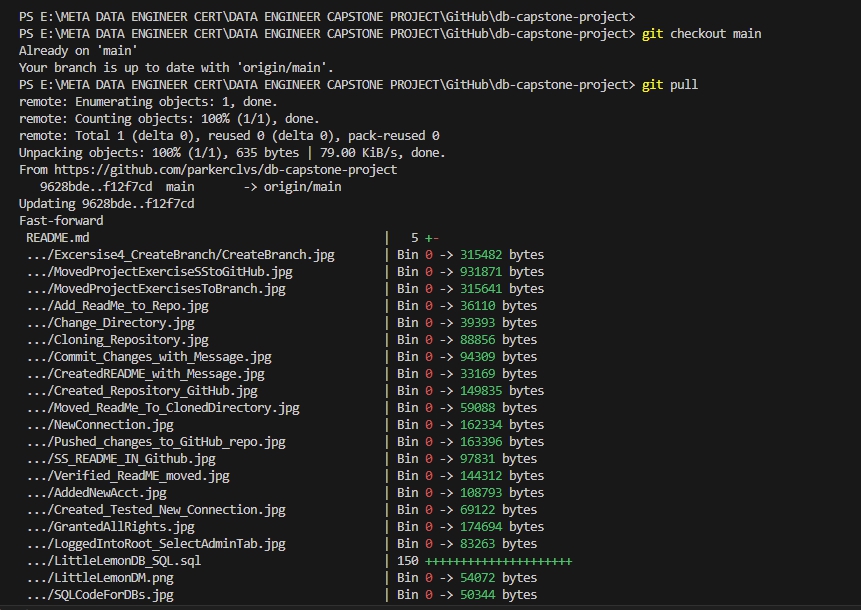 PS E:\META DATA ENGINEER CERT\DATA ENGINEER CAPSTONE PROJECT\GitHub\db-capstone-project>
PS E:\META DATA ENGINEER CERT\DATA ENGINEER CAPSTONE PROJECT\GitHub\db-capstone-project> git checkout main
Already on 'main'
Your branch is up to date with 'origin/main'.
PS E:\META DATA ENGINEER CERT\DATA ENGINEER CAPSTONE PROJECT\GitHub\db-capstone-project> git pull
remote: Enumerating objects: 1, done.
remote: Counting objects: 100% (1/1), done.
remote: Total 1 (delta 0), reused 0 (delta 0), pack-reused 0
Unpacking objects: 100% (1/1), 635 bytes | 79.00 KiB/s, done.
From https://github.com/parkerclvs/db-capstone-project
   9628bde..f12f7cd  main       -> origin/main
Updating 9628bde..f12f7cd
Fast-forward
 README.md                                          |   5 +-
 .../Excersise4_CreateBranch/CreateBranch.jpg       | Bin 0 -> 315482 bytes
 .../MovedProjectExerciseSStoGitHub.jpg             | Bin 0 -> 931871 bytes
 .../MovedProjectExercisesToBranch.jpg              | Bin 0 -> 315641 bytes
 .../Add_ReadMe_to_Repo.jpg                         | Bin 0 -> 36110 bytes
 .../Change_Directory.jpg                           | Bin 0 -> 39393 bytes
 .../Cloning_Repository.jpg                         | Bin 0 -> 88856 bytes
 .../Commit_Changes_with_Message.jpg                | Bin 0 -> 94309 bytes
 .../CreatedREADME_with_Message.jpg                 | Bin 0 -> 33169 bytes
 .../Created_Repository_GitHub.jpg                  | Bin 0 -> 149835 bytes
 .../Moved_ReadMe_To_ClonedDirectory.jpg            | Bin 0 -> 59088 bytes
 .../NewConnection.jpg                              | Bin 0 -> 162334 bytes
 .../Pushed_changes_to_GitHub_repo.jpg              | Bin 0 -> 163396 bytes
 .../SS_README_IN_Github.jpg                        | Bin 0 -> 97831 bytes
 .../Verified_ReadME_moved.jpg                      | Bin 0 -> 144312 bytes
 .../AddedNewAcct.jpg                               | Bin 0 -> 108793 bytes
 .../Created_Tested_New_Connection.jpg              | Bin 0 -> 69122 bytes
 .../GrantedAllRights.jpg                           | Bin 0 -> 174694 bytes
 .../LoggedIntoRoot_SelectAdminTab.jpg              | Bin 0 -> 83263 bytes
 .../LittleLemonDB_SQL.sql                          | 150 +++++++++++++++++++++
 .../LittleLemonDM.png                              | Bin 0 -> 54072 bytes
 .../SQLCodeForDBs.jpg                              | Bin 0 -> 50344 bytes